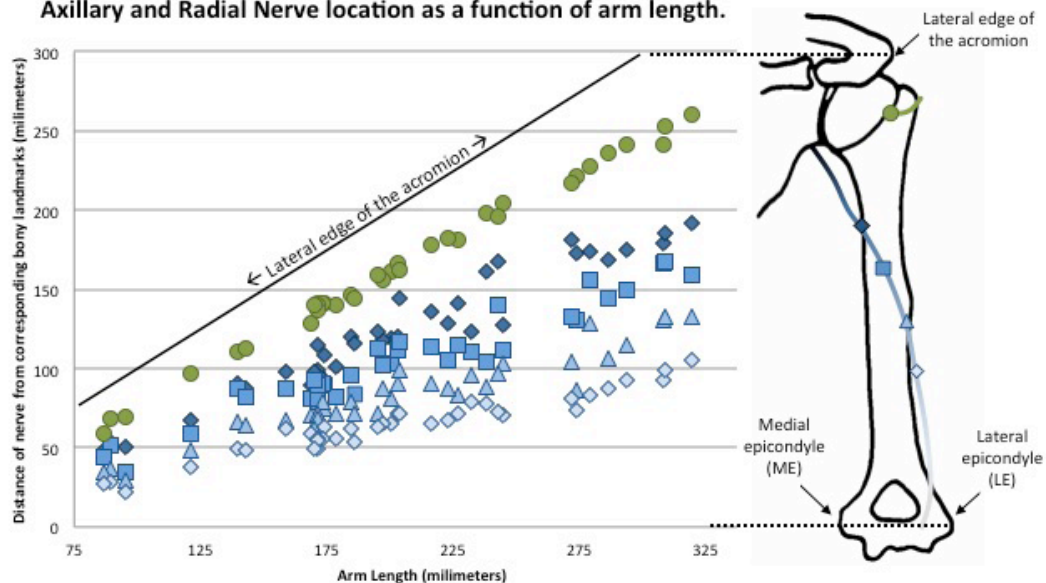 Axillary and Radial Nerve location as a function of arm length.
Distance of nerve from corresponding bony landmarks (milimeters)
300
250
200
150
100
50
0
75
125
175
225
275
325
Arm Length (milimeters)
Lateral edge of the acromion
Lateral edge of
the acromion
Medial
epicondyle
(ME)
Lateral
epicondyle
(LE)